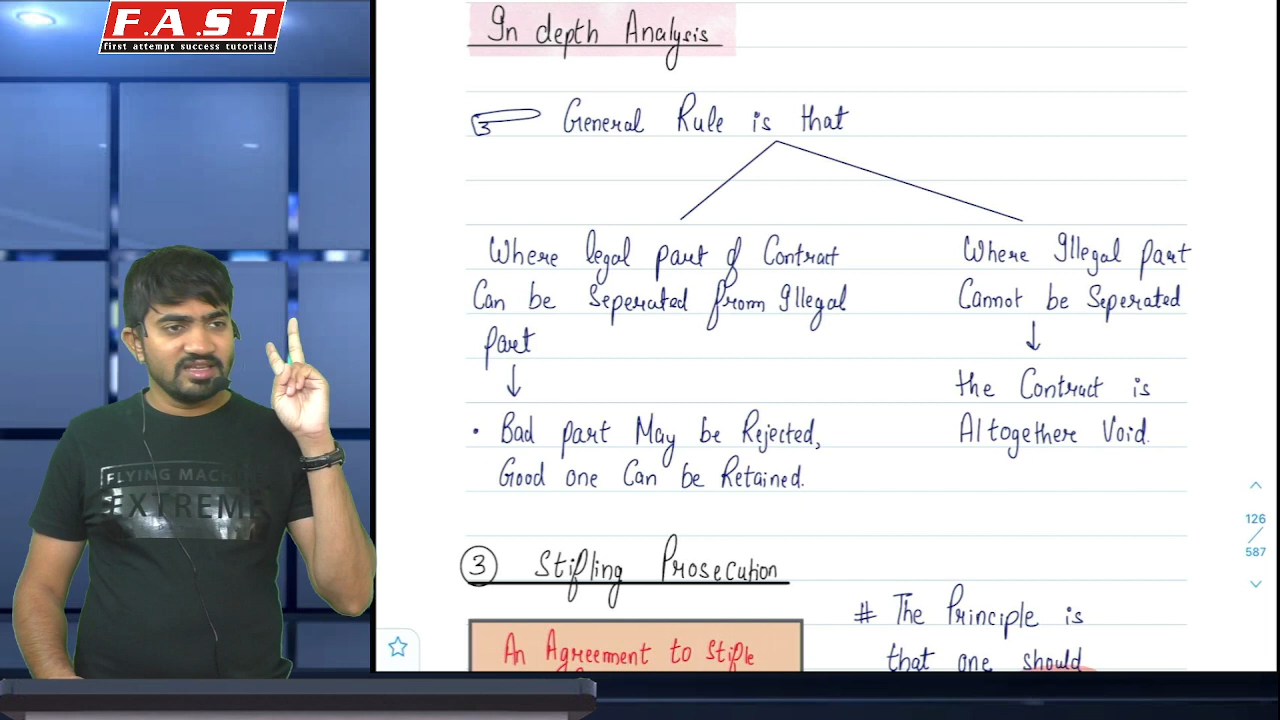 F.A.S.T
first attempt success tutorials
In depth Analysis
General Rule is that
Where legal part of Contract
Can be Seperated from Illegal
part
Bad part May be Rejected,
Good one Can be Retained.
Where Illegal part
Cannot be Seperated
the Contract is
Altogether Void.
3 Stifling Prosecution
An Agreement to Stifle
# The Principle is
that one should
126
587
FLYING MACH
EXTREME